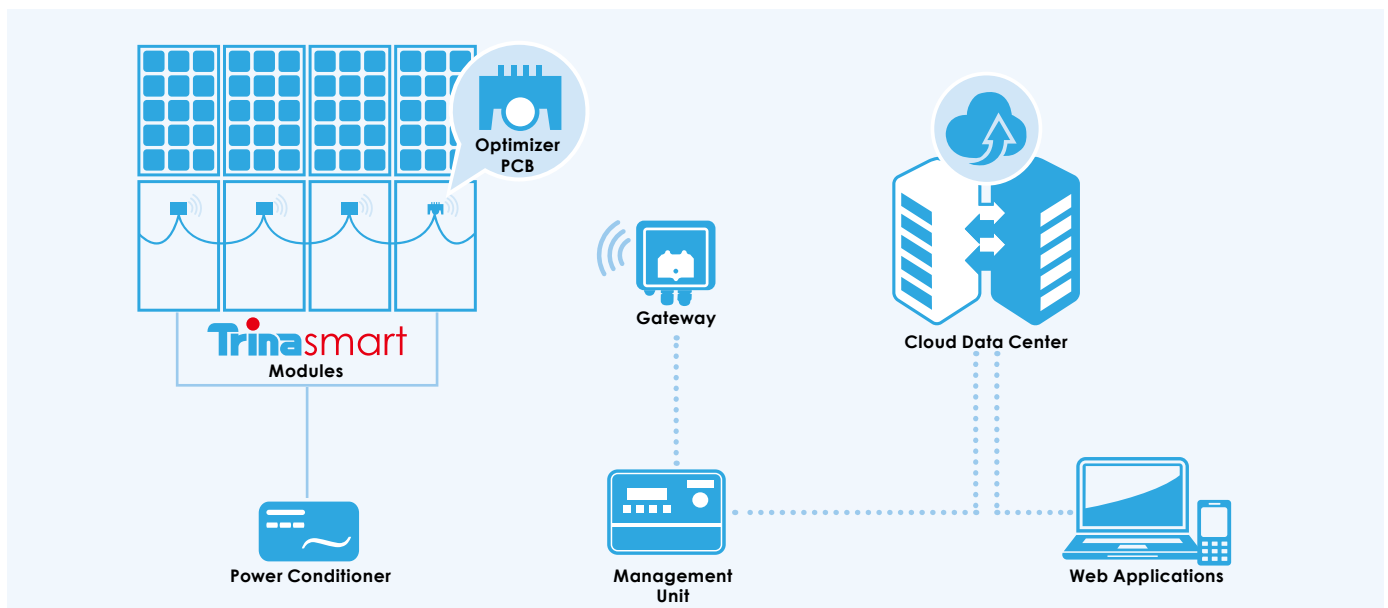 Optimizer
PCB
Trinasmart
Modules
Gateway
Cloud Data Center
Power Conditioner
Management
Unit
Web Applications